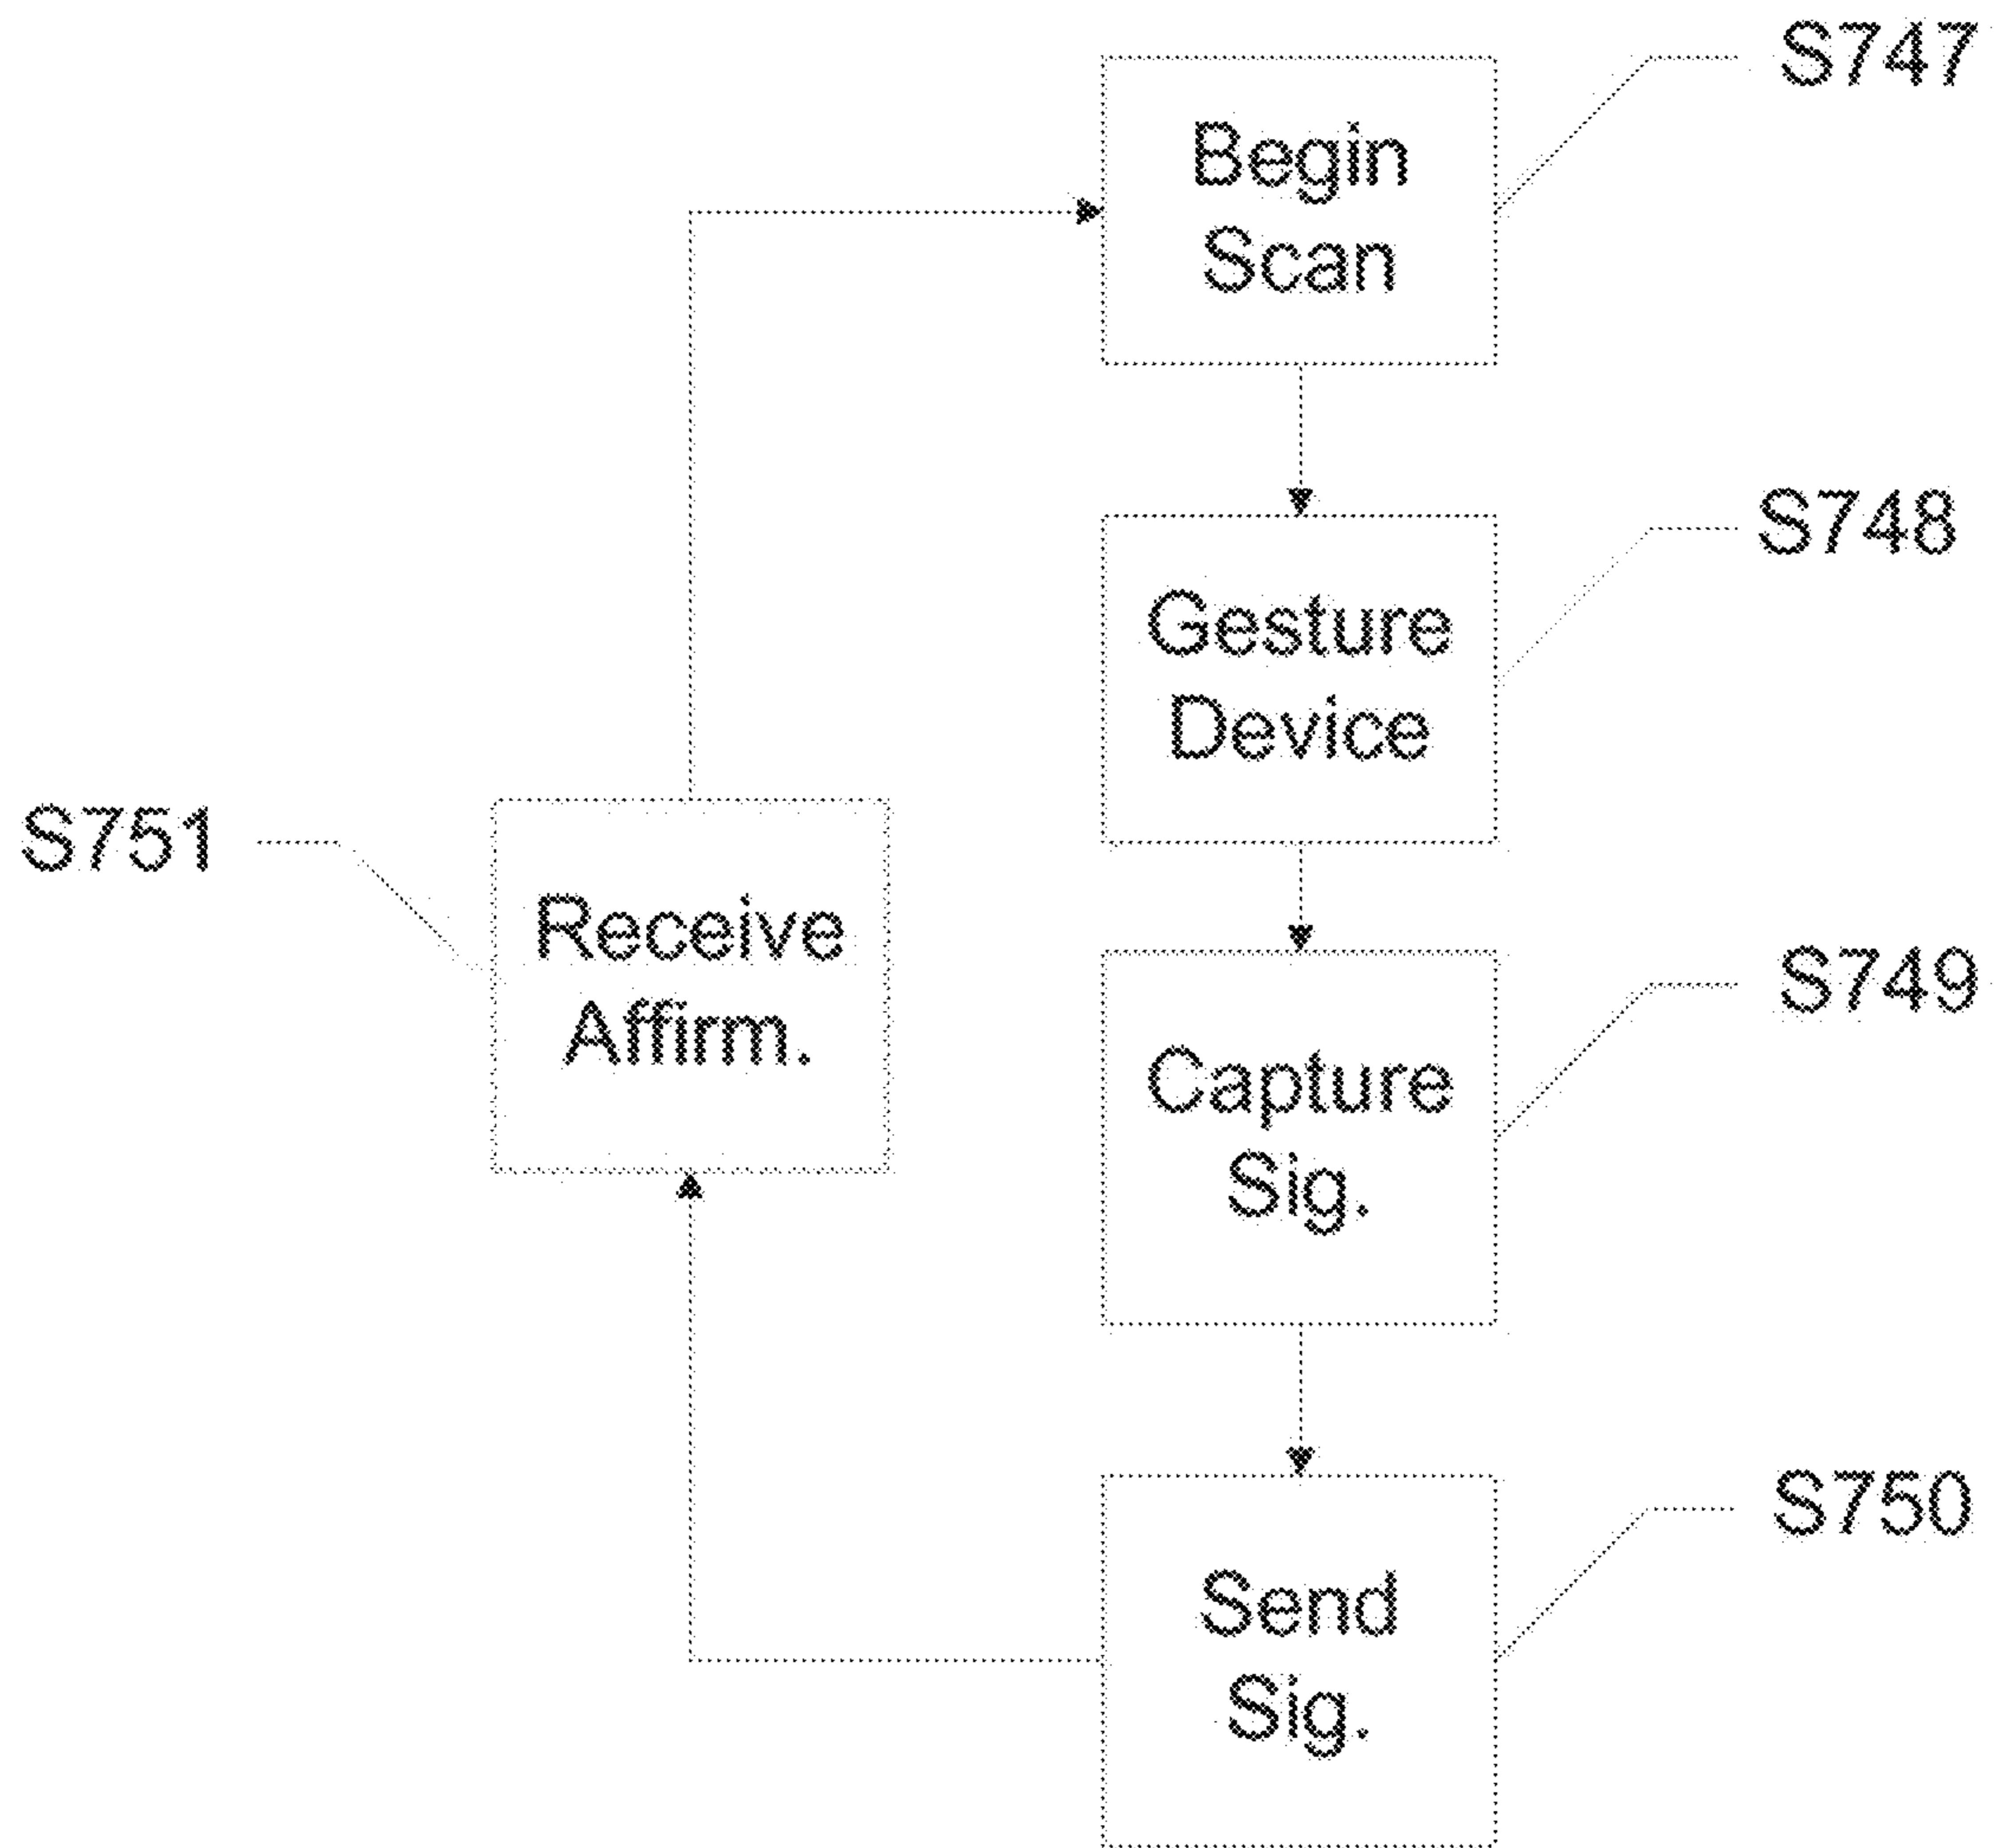 S747
Begin
Scan
S748
Gesture
Device
S751
Receive
Affirm.
S749
Capture
Sig.
S750
Send
Sig.